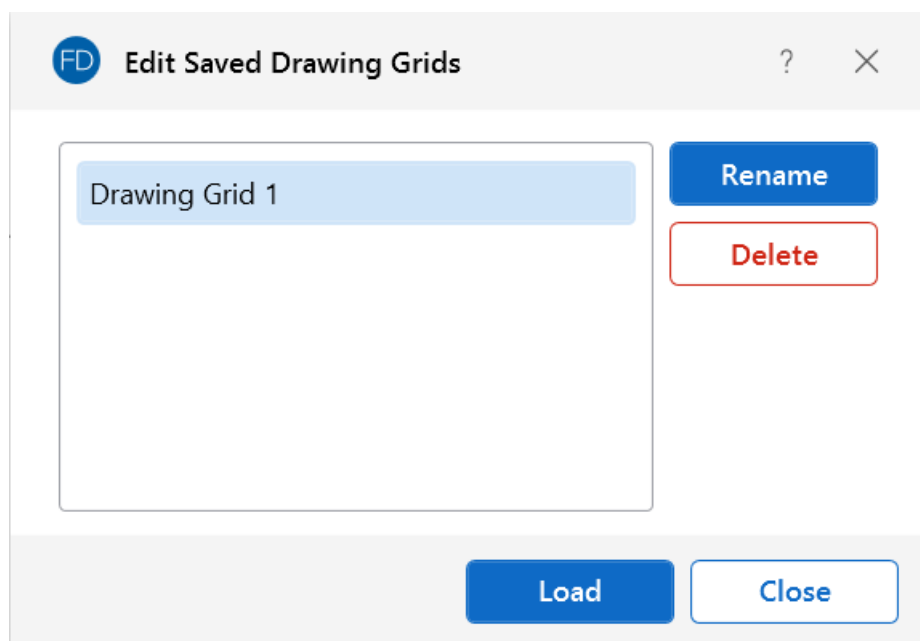 FD Edit Saved Drawing Grids ?
Drawing Grid 1
Rename
Delete
Load
Close